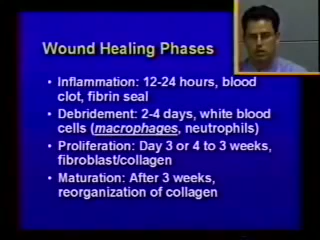 Wound Healing Phases
• Inflammation: 12-24 hours, blood
clot, fibrin seal
• Debridement: 2-4 days, white blood
cells (macrophages, neutrophils)
• Proliferation: Day 3 or 4 to 3 weeks,
fibroblast/collagen
• Maturation: After 3 weeks,
reorganization of collagen